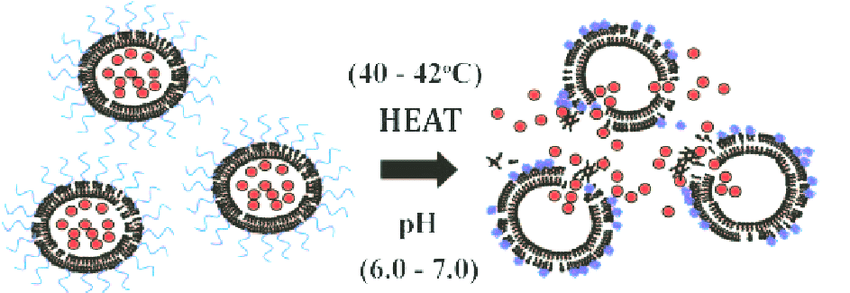 (40 - 42°C)
HEAT
pH
(6.0 - 7.0)